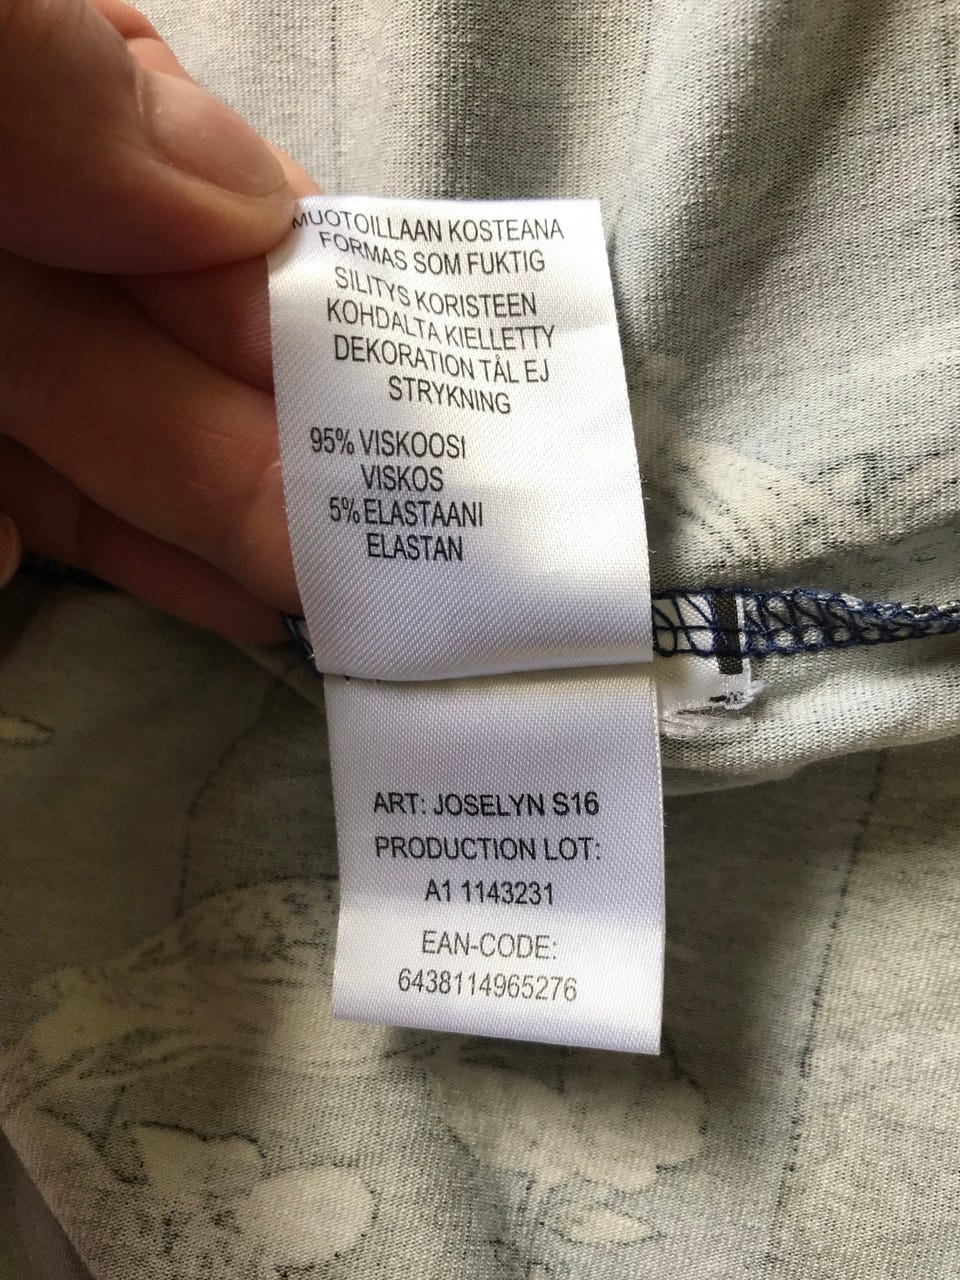 MUOTOILLAAN KOSTEANA
FORMAS SOM FUKTIG
SILITYS KORISTEEN
KOHDALTA KIELLETTY
DEKORATION TÅL EJ
STRYKNING
95% VISKOOSI
VISKOS
5% ELASTAANI
ELASTAN
ART: JOSELYN S16
PRODUCTION LOT:
A1 1143231
EAN-CODE:
6438114965276